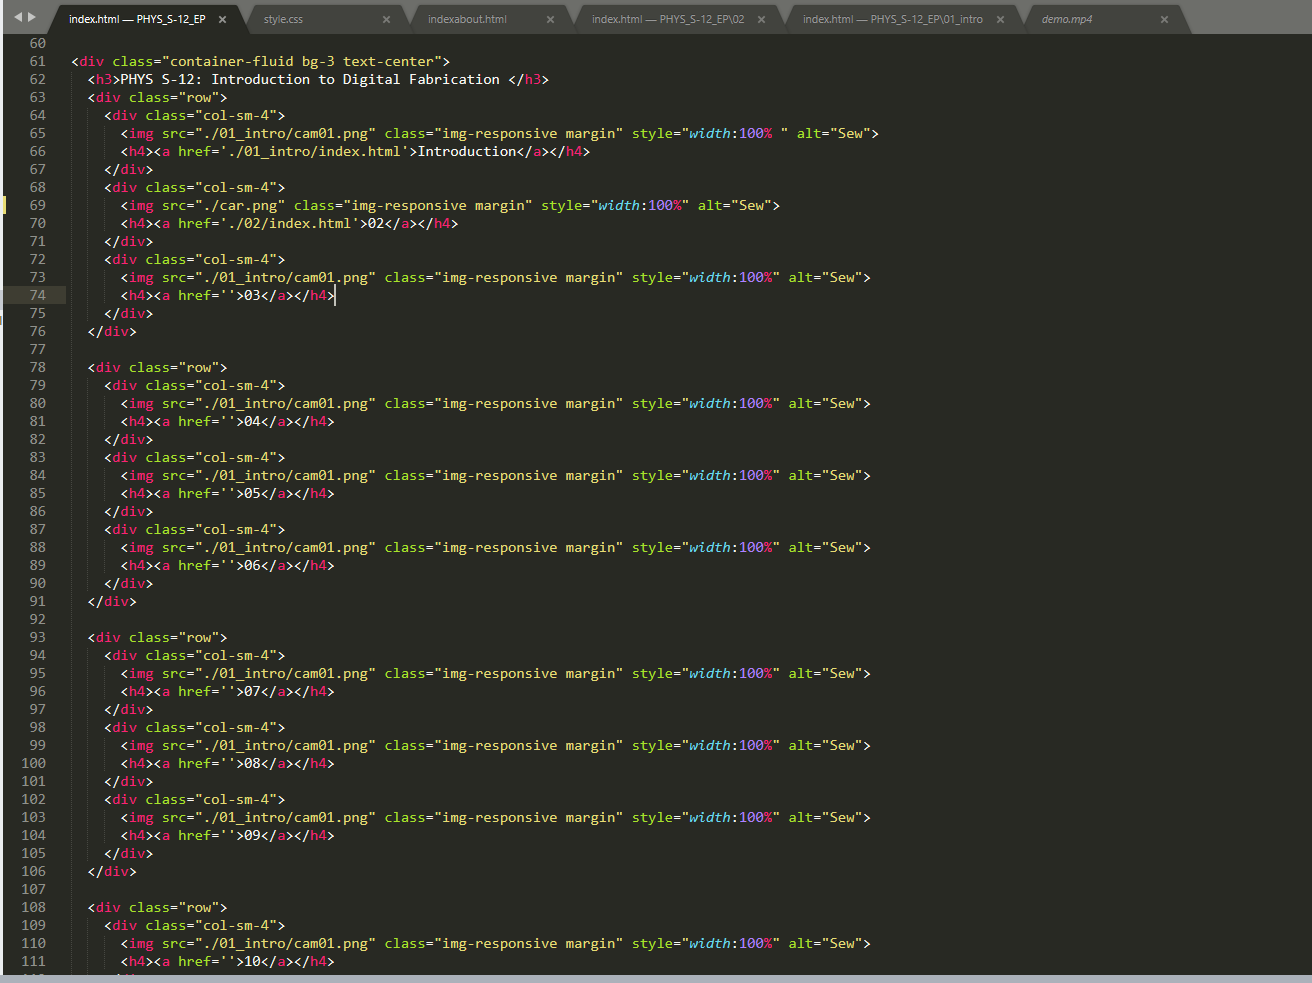 index.html — PHYS_S-12_EP × style.css × indexabout.html × index.html — PHYS_S-12_EP\02 × index.html — PHYS_S-12_EP\01_intro × demo.mp4 ×
60
61 <div class="container-fluid bg-3 text-center">
62 <h3>PHYS S-12: Introduction to Digital Fabrication </h3>
63 <div class="row">
64 <div class="col-sm-4">
65 <img src="./01_intro/cam01.png" class="img-responsive margin" style="width:100% " alt="Sew">
66 <h4><a href='./01_intro/index.html'>Introduction</a></h4>
67 </div>
68 <div class="col-sm-4">
69 <img src="./car.png" class="img-responsive margin" style="width:100%" alt="Sew">
70 <h4><a href='./02/index.html'>02</a></h4>
71 </div>
72 <div class="col-sm-4">
73 <img src="./01_intro/cam01.png" class="img-responsive margin" style="width:100%" alt="Sew">
74 <h4><a href=''>03</a></h4>
75 </div>
76 </div>
77
78 <div class="row">
79 <div class="col-sm-4">
80 <img src="./01_intro/cam01.png" class="img-responsive margin" style="width:100%" alt="Sew">
81 <h4><a href=''>04</a></h4>
82 </div>
83 <div class="col-sm-4">
84 <img src="./01_intro/cam01.png" class="img-responsive margin" style="width:100%" alt="Sew">
85 <h4><a href=''>05</a></h4>
86 </div>
87 <div class="col-sm-4">
88 <img src="./01_intro/cam01.png" class="img-responsive margin" style="width:100%" alt="Sew">
89 <h4><a href=''>06</a></h4>
90 </div>
91 </div>
92
93 <div class="row">
94 <div class="col-sm-4">
95 <img src="./01_intro/cam01.png" class="img-responsive margin" style="width:100%" alt="Sew">
96 <h4><a href=''>07</a></h4>
97 </div>
98 <div class="col-sm-4">
99 <img src="./01_intro/cam01.png" class="img-responsive margin" style="width:100%" alt="Sew">
100 <h4><a href=''>08</a></h4>
101 </div>
102 <div class="col-sm-4">
103 <img src="./01_intro/cam01.png" class="img-responsive margin" style="width:100%" alt="Sew">
104 <h4><a href=''>09</a></h4>
105 </div>
106 </div>
107
108 <div class="row">
109 <div class="col-sm-4">
110 <img src="./01_intro/cam01.png" class="img-responsive margin" style="width:100%" alt="Sew">
111 <h4><a href=''>10</a></h4>